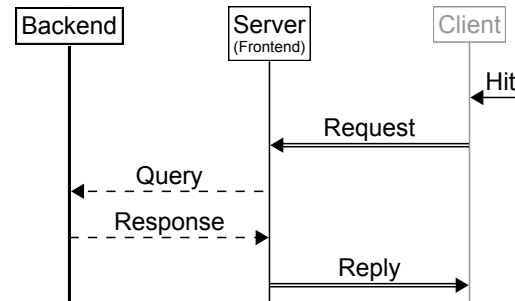 Backend
Server
(Frontend)
Client
Hit
Request
Query
Response
Reply